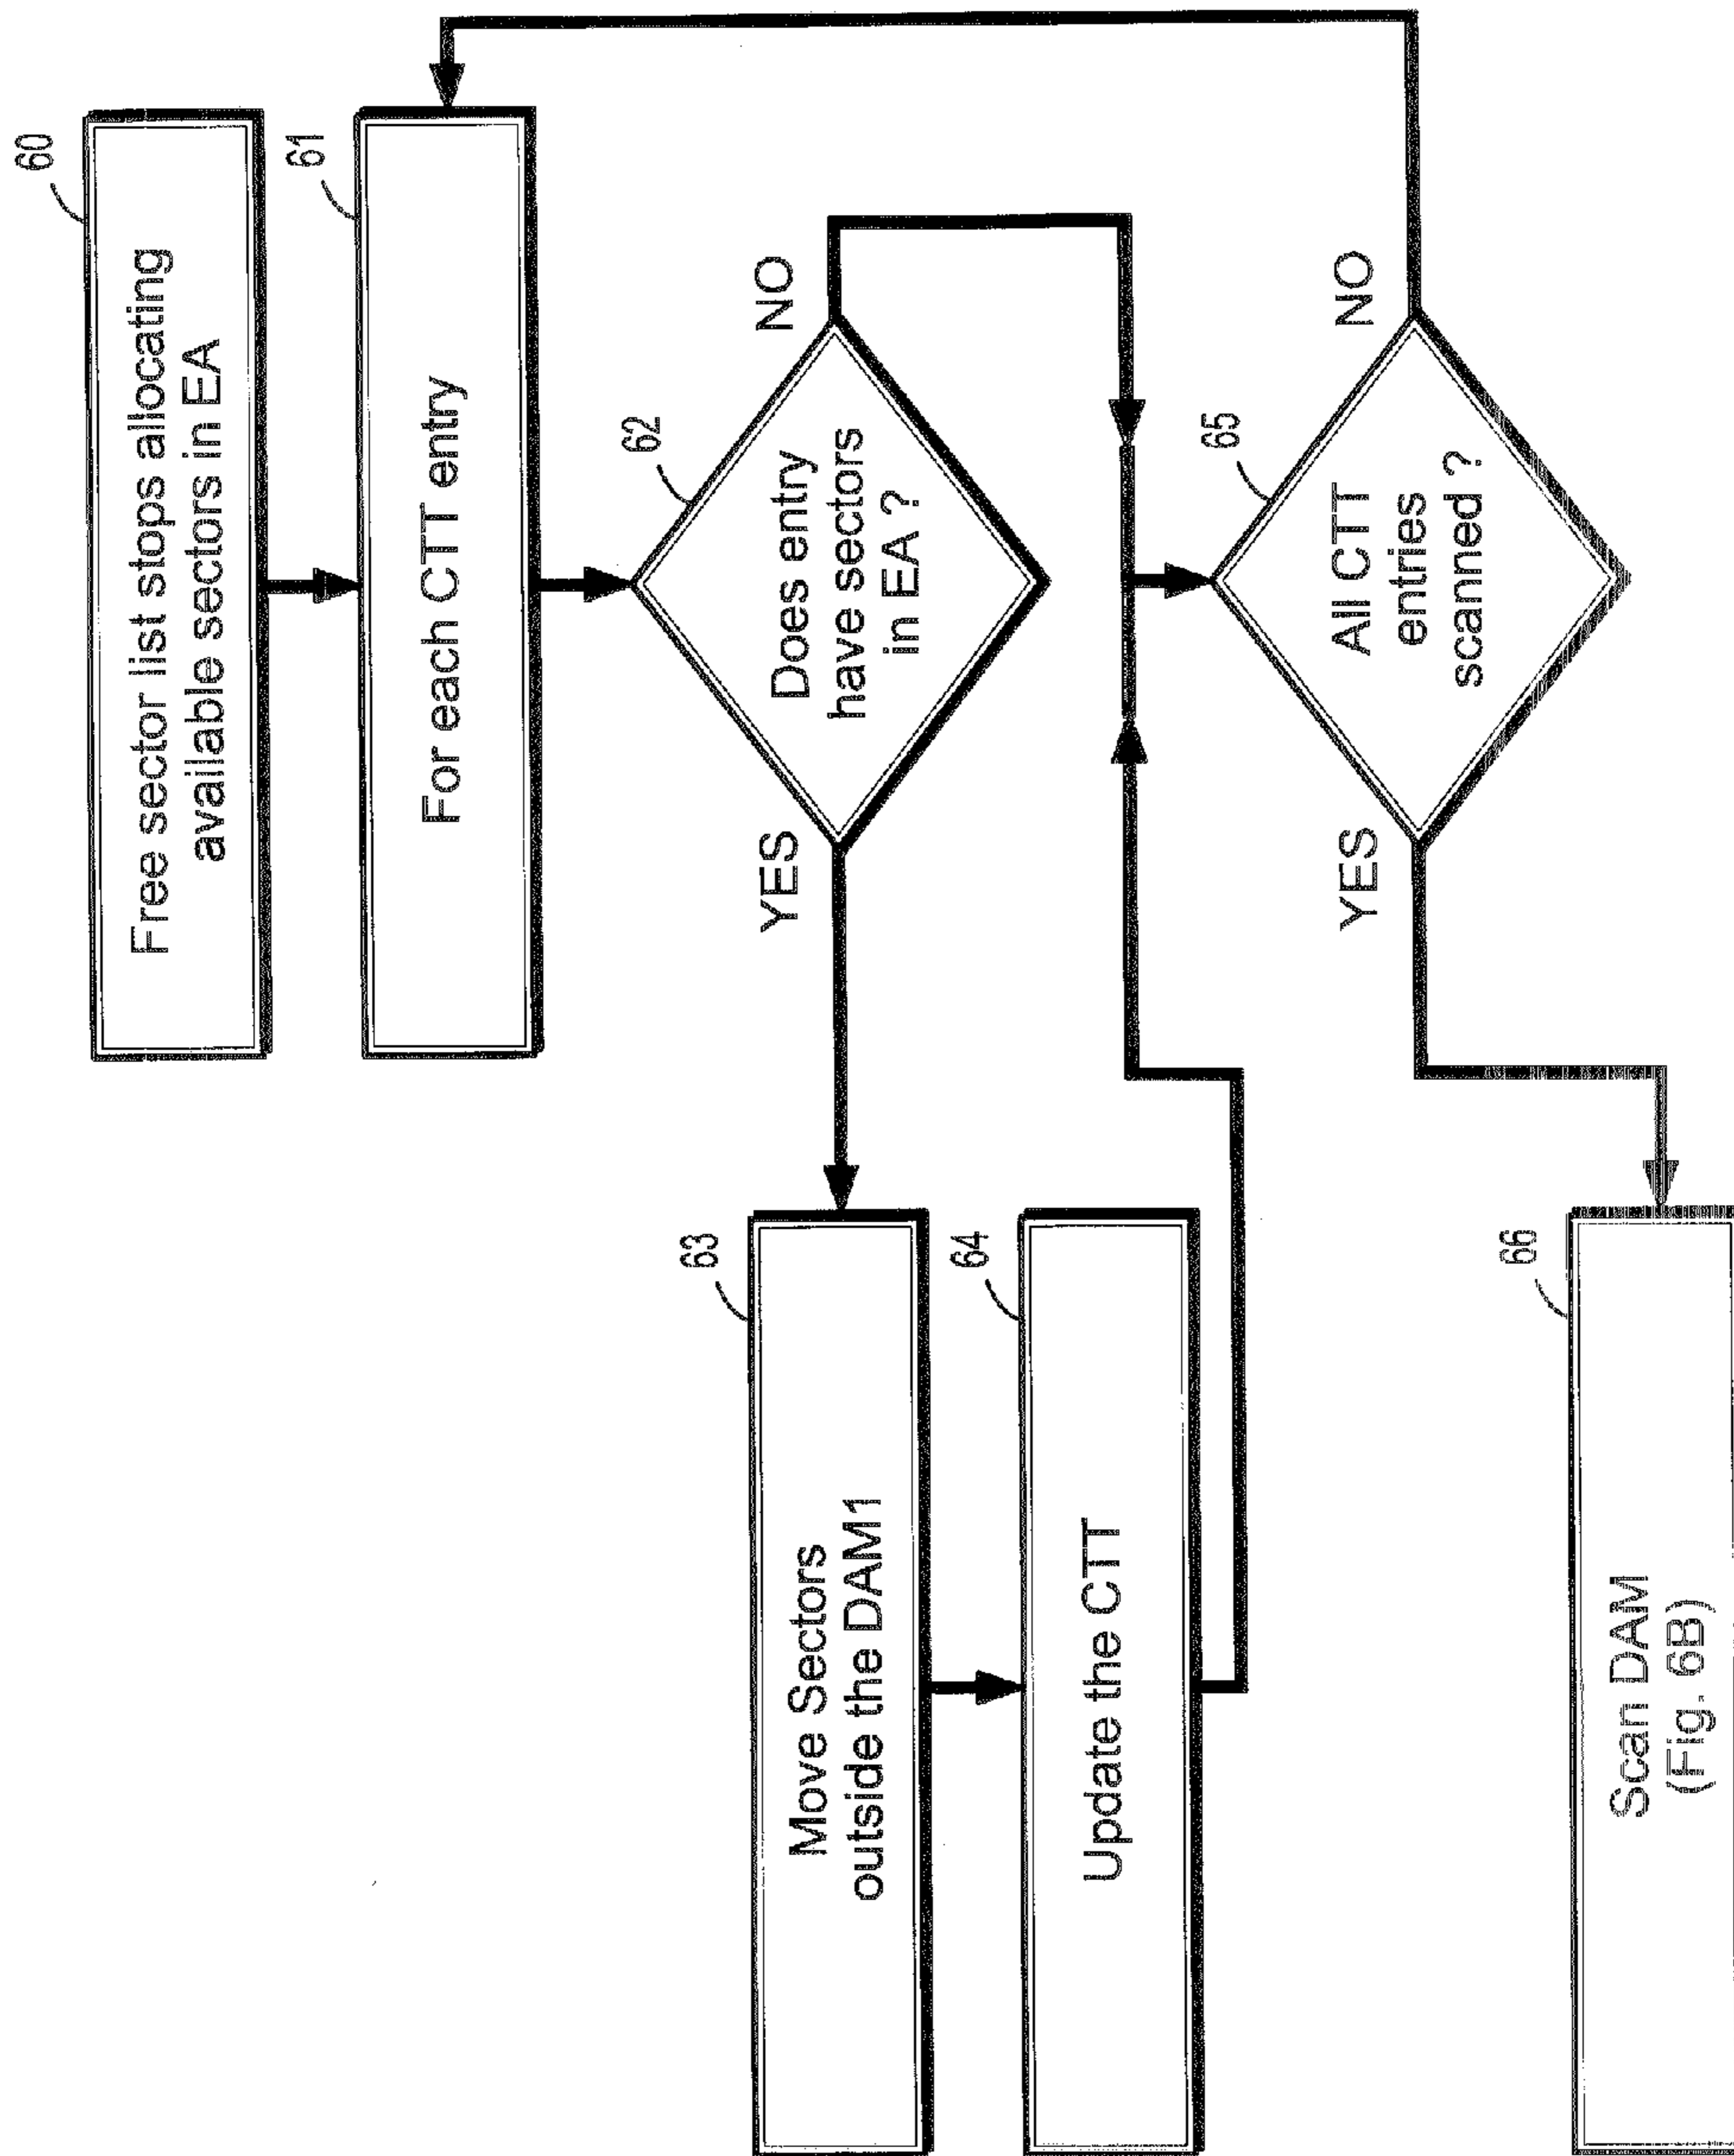 60
Free sector list stops allocating
available sectors in EA
61
For each CTT entry
62
Does entry
have sectors
in EA ?
NO
YES
63
Move Sectors
outside the DAM1
64
Update the CTT
65
All CTT
entries
scanned ?
NO
YES
66
Scan DAM
(Fig. 6B)